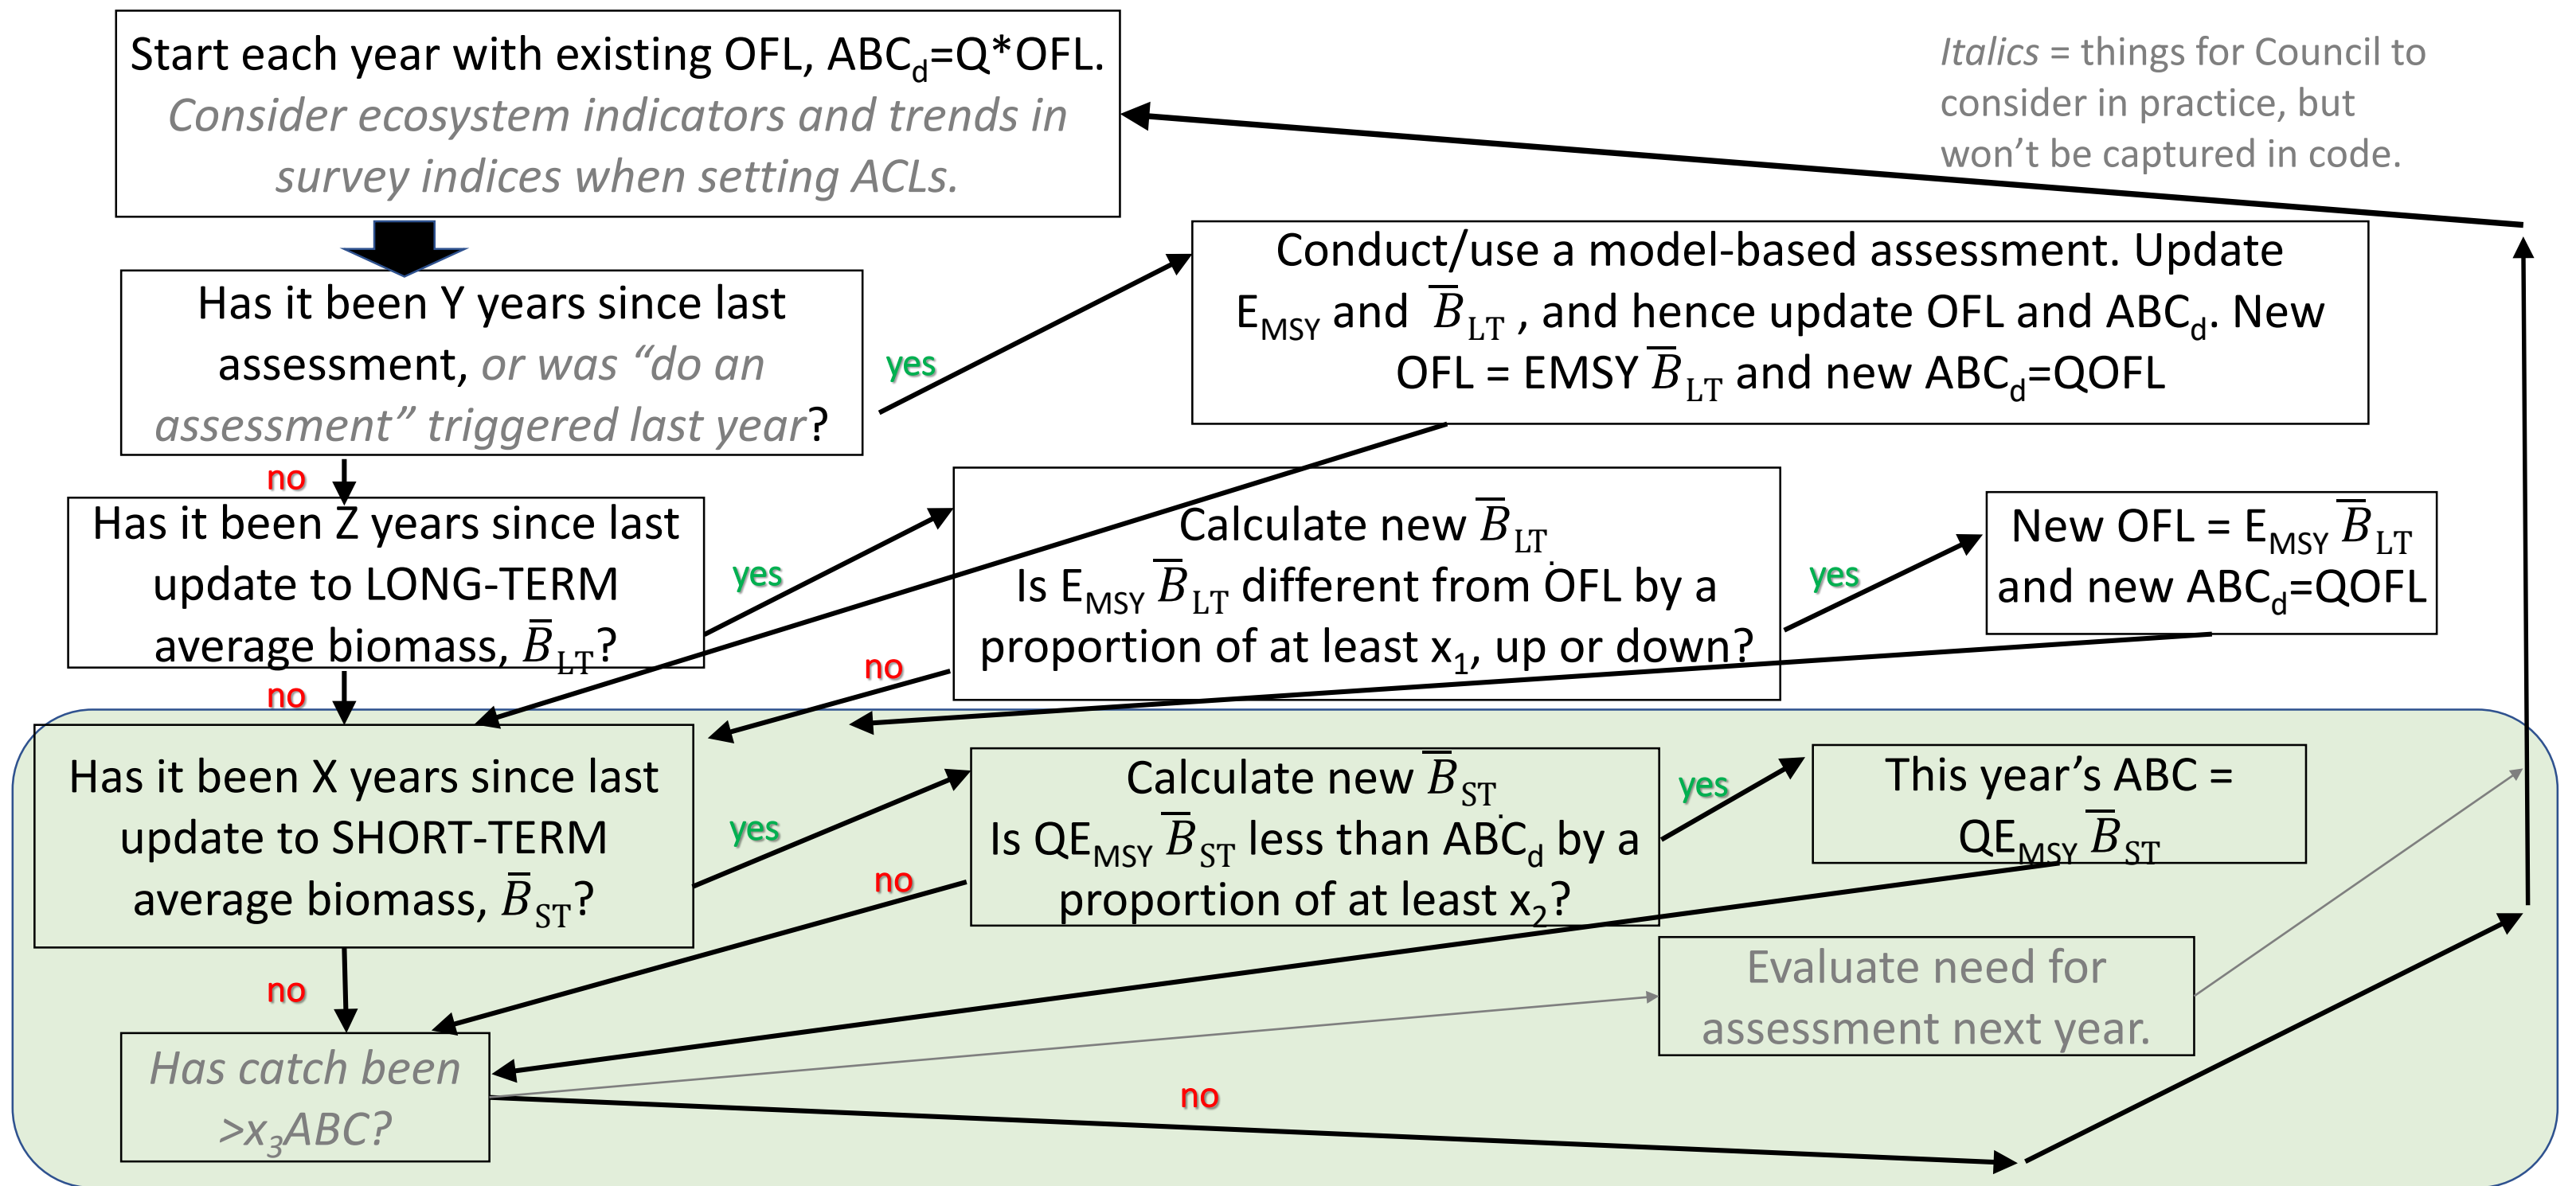 Start each year with existing OFL, ABCd=Q*OFL.
Consider ecosystem indicators and trends in
survey indices when setting ACLs.
Italics = things for Council to
consider in practice, but
won’t be captured in code.
Has it been Y years since last
assessment, or was “do an
assessment” triggered last year?
yes
no
Conduct/use a model-based assessment. Update
EMSY and B̅LT , and hence update OFL and ABCd. New
OFL = EMSY B̅LT and new ABCd=QOFL
Has it been Z years since last
update to LONG-TERM
average biomass, B̅LT?
yes
no
Calculate new B̅LT.
Is EMSY B̅LT different from OFL by a
proportion of at least x1, up or down?
yes
no
New OFL = EMSY B̅LT
and new ABCd=QOFL
Has it been X years since last
update to SHORT-TERM
average biomass, B̅ST?
yes
no
Calculate new B̅ST.
Is QEMSY B̅ST less than ABCd by a
proportion of at least x2?
yes
no
This year’s ABC =
QEMSY B̅ST
Evaluate need for
assessment next year.
Has catch been
>x3ABC?
no